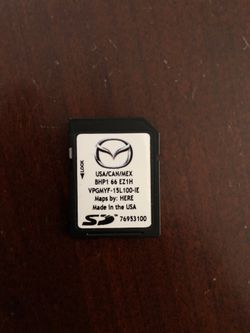 ◄LOCK
USA/CAN/MEX
BHP1 66 EZ1H
VPGMYF-15L100-IE
Maps by: HERE
Made in the USA
SD 76953100